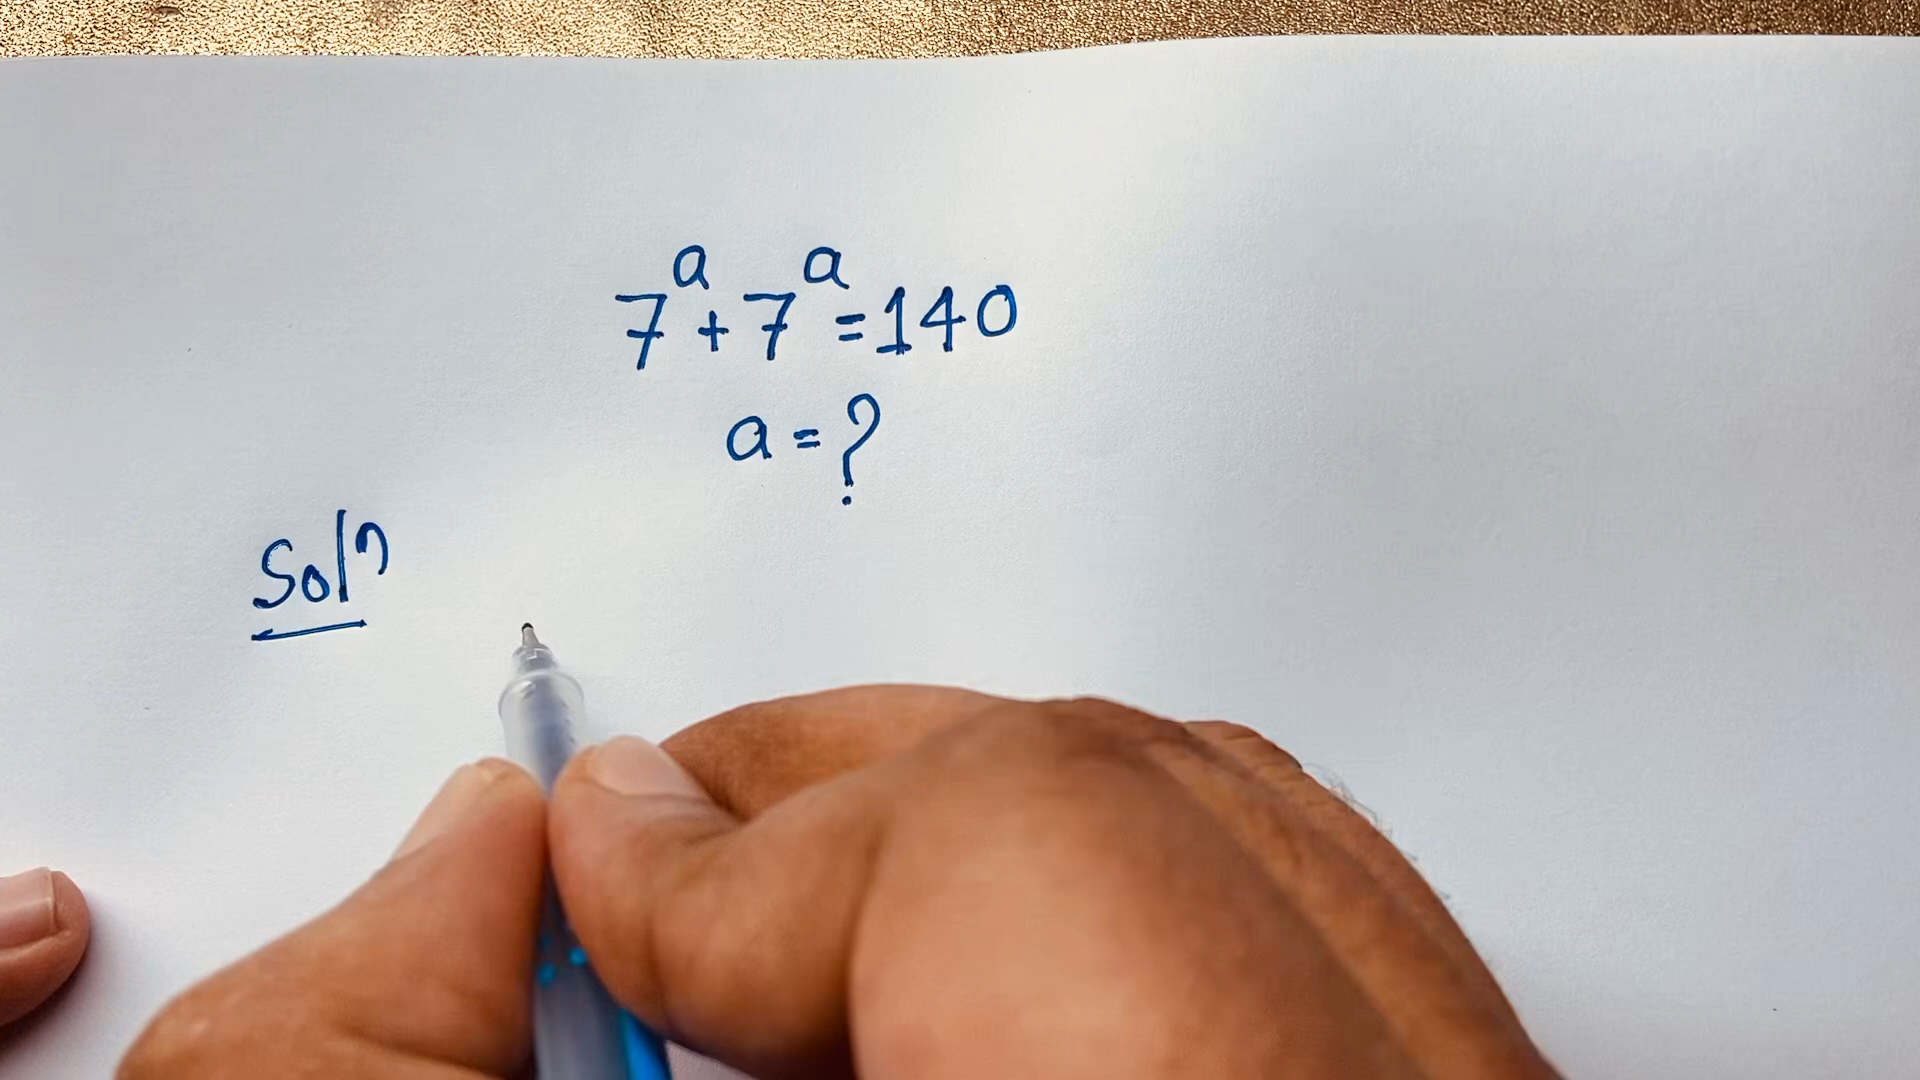 7^a + 7^a = 140
a = ?
Sol^n